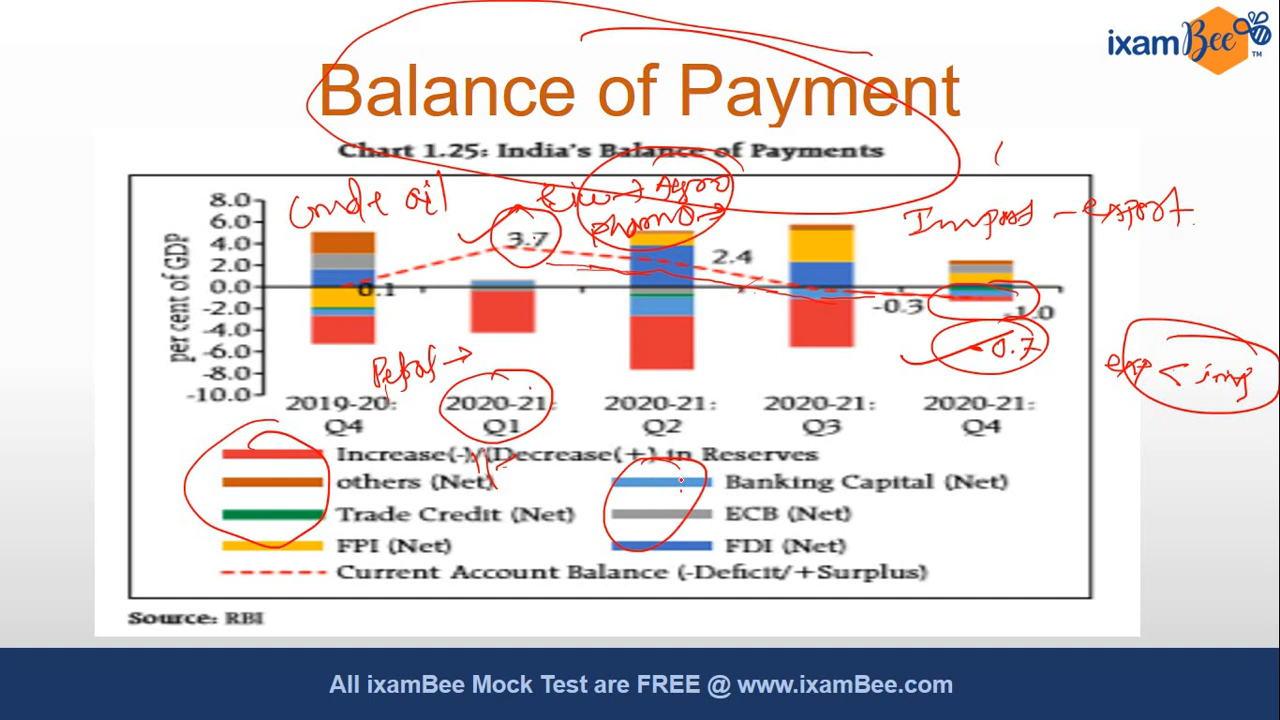 ixamBee™
Balance of Payment
Chart 1.25: India's Balance of Payments
Crude oil
Agro
pharma →
Import - export
per cent of GDP
8.0
6.0
4.0
2.0
0.0
-2.0
-4.0
-6.0
-8.0
-10.0
0.1
3.7
2.4
-0.3
-1.0
-0.7
Petrol →
exp < imp
2019-20: Q4
2020-21: Q1
2020-21: Q2
2020-21: Q3
2020-21: Q4
Increase(-)/(Decrease(+) in Reserves
others (Net)
Banking Capital (Net)
Trade Credit (Net)
ECB (Net)
FPI (Net)
FDI (Net)
Current Account Balance (-Deficit/+Surplus)
Source: RBI
All ixamBee Mock Test are FREE @ www.ixamBee.com